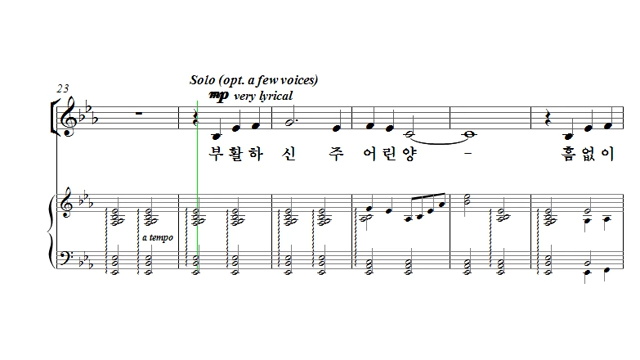 23
Solo (opt. a few voices)
mp very lyrical
부 활 하 신 주 어 린 양 - 흠 없 이
a tempo